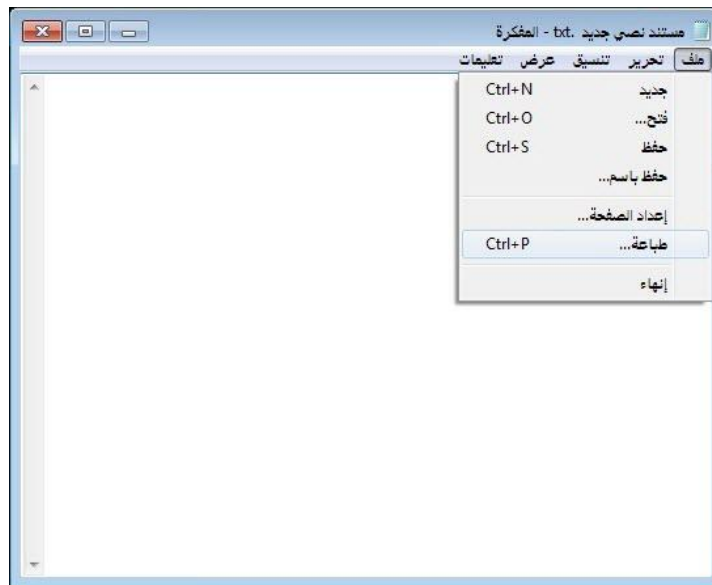 مستند نصي جديد .txt - المفكرة
ملف تحرير تنسيق عرض تعليمات
جديد Ctrl+N
فتح... Ctrl+O
حفظ Ctrl+S
حفظ باسم...
إعداد الصفحة...
طباعة... Ctrl+P
إنهاء